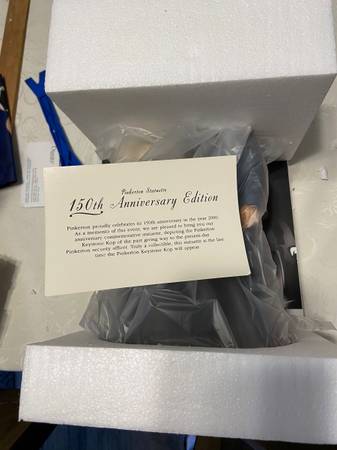 Pinkerton Statuette
150th Anniversary Edition
Pinkerton proudly celebrates its 150th anniversary in the year 2000.
As a memento of this event, we are pleased to bring you our
anniversary commemorative statuette, depicting the Pinkerton
Keystone Kop of the past giving way to the present-day
Pinkerton security officer. Truly a collectible, this statuette is the last
time the Pinkerton Keystone Kop will appear.